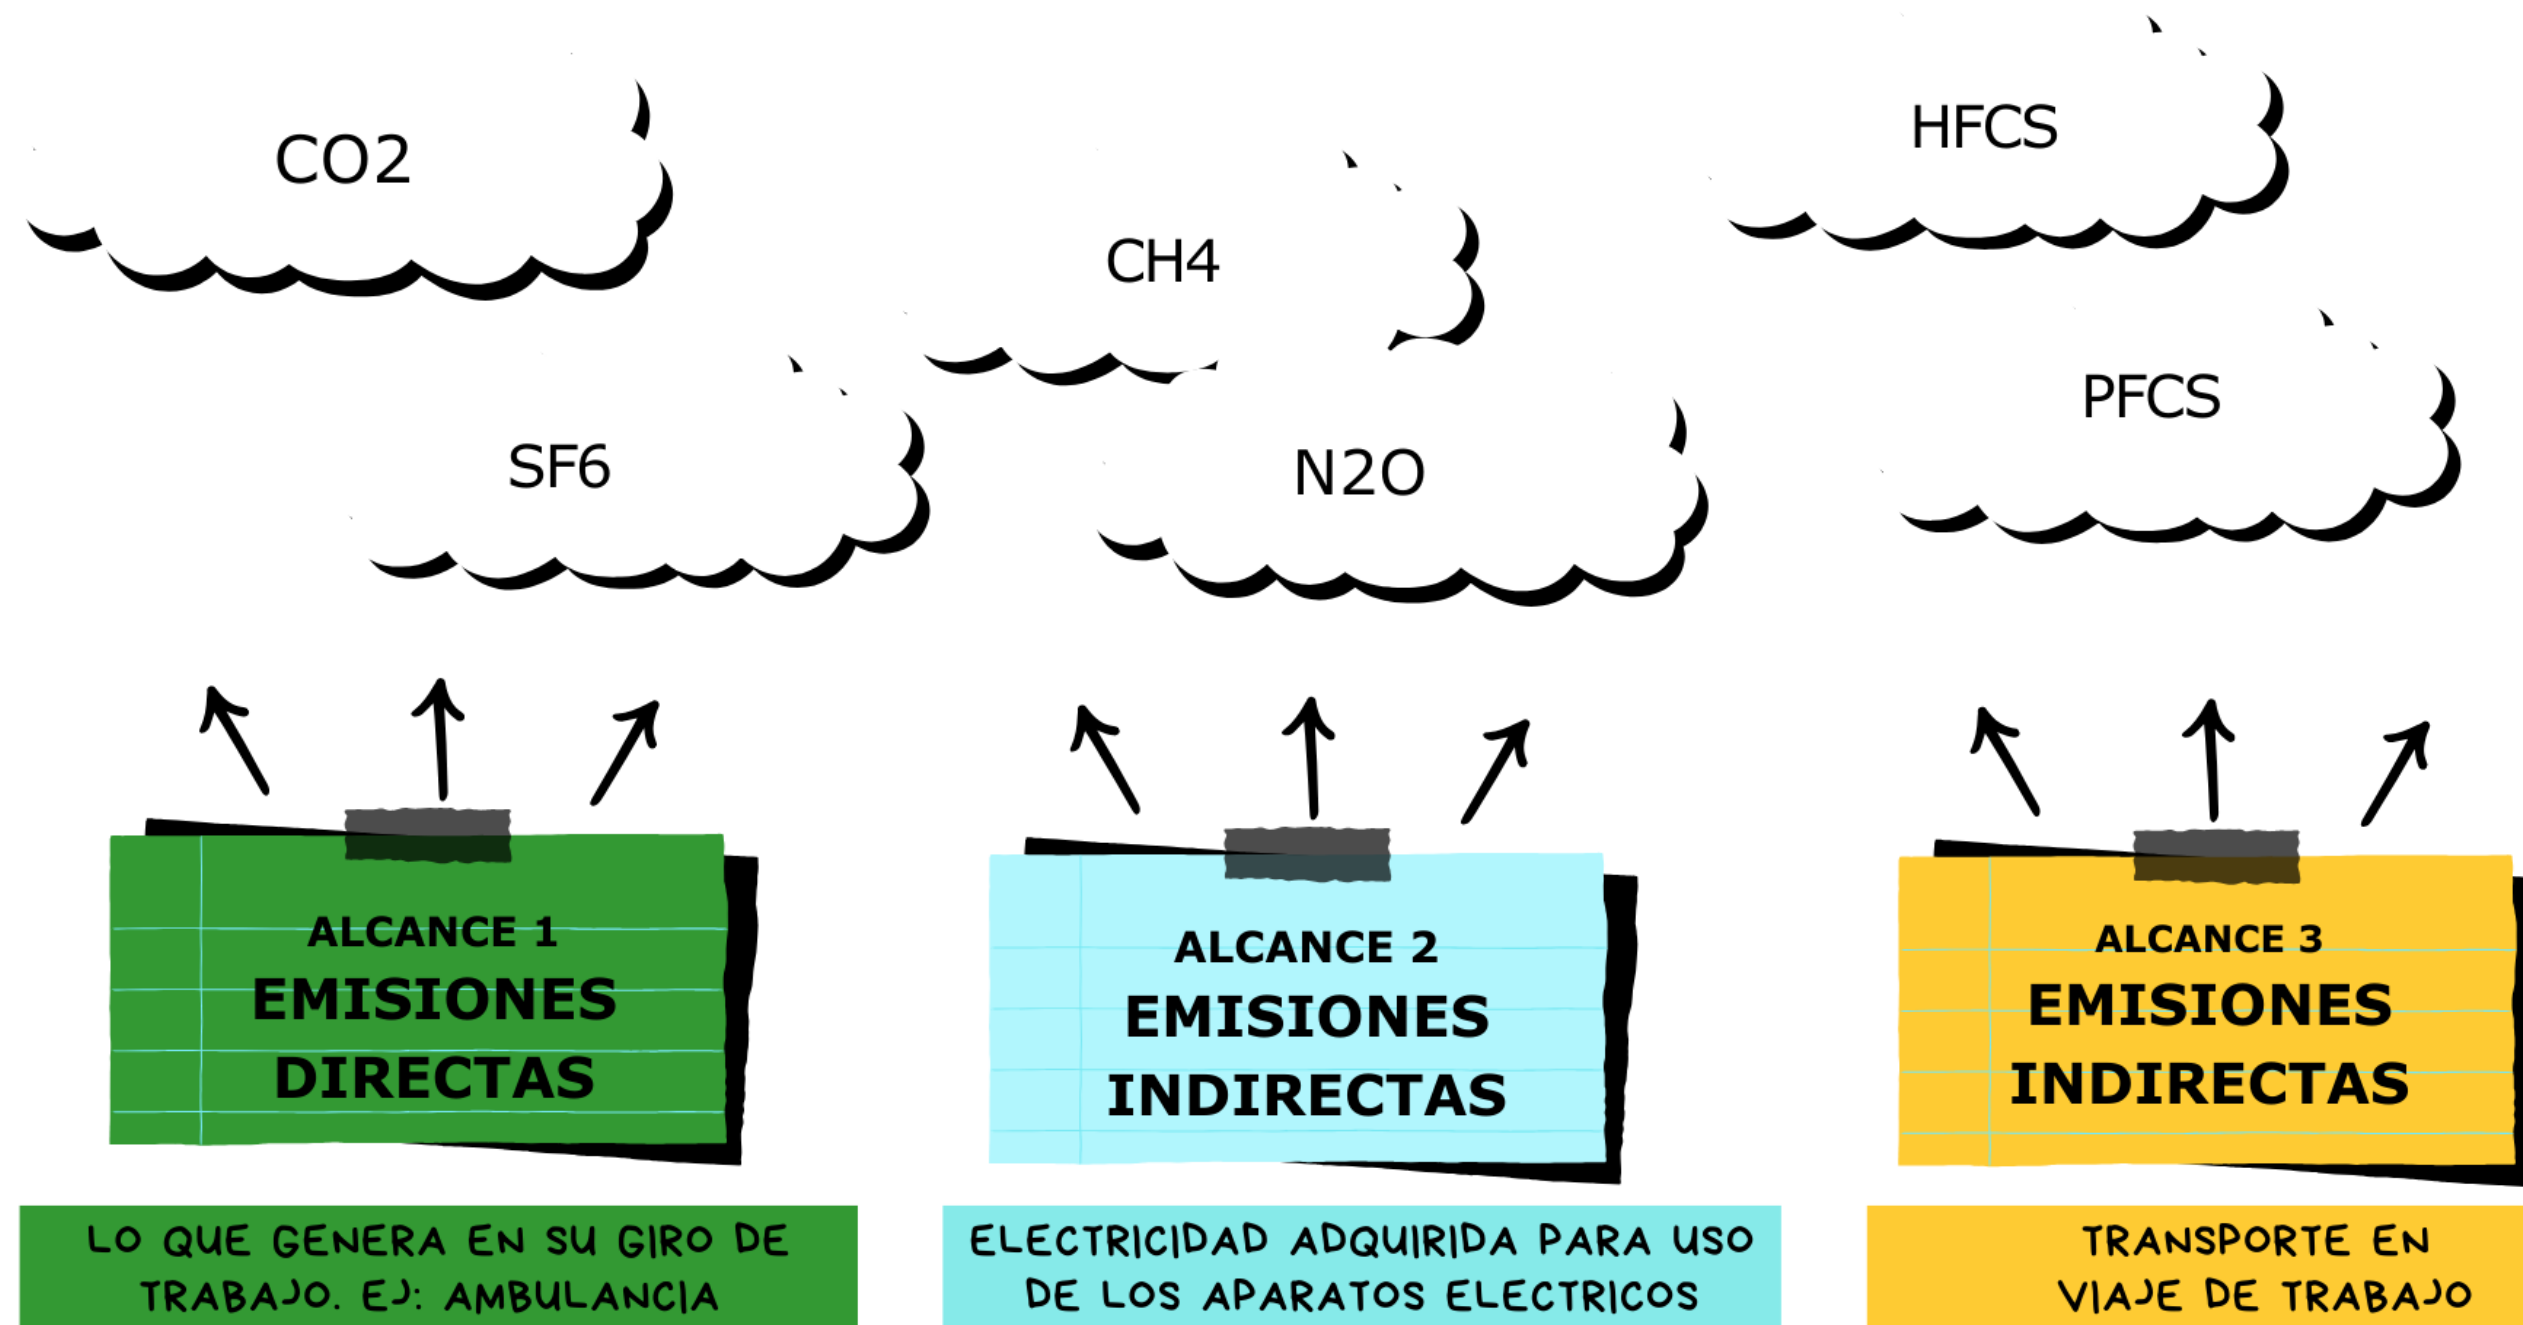 CO2
HFCS
CH4
PFCS
SF6
N2O
ALCANCE 1
EMISIONES
DIRECTAS
ALCANCE 2
EMISIONES
INDIRECTAS
ALCANCE 3
EMISIONES
INDIRECTAS
LO QUE GENERA EN SU GIRO DE
TRABAJO. EJ: AMBULANCIA
ELECTRICIDAD ADQUIRIDA PARA USO
DE LOS APARATOS ELECTRICOS
TRANSPORTE EN
VIAJE DE TRABAJO